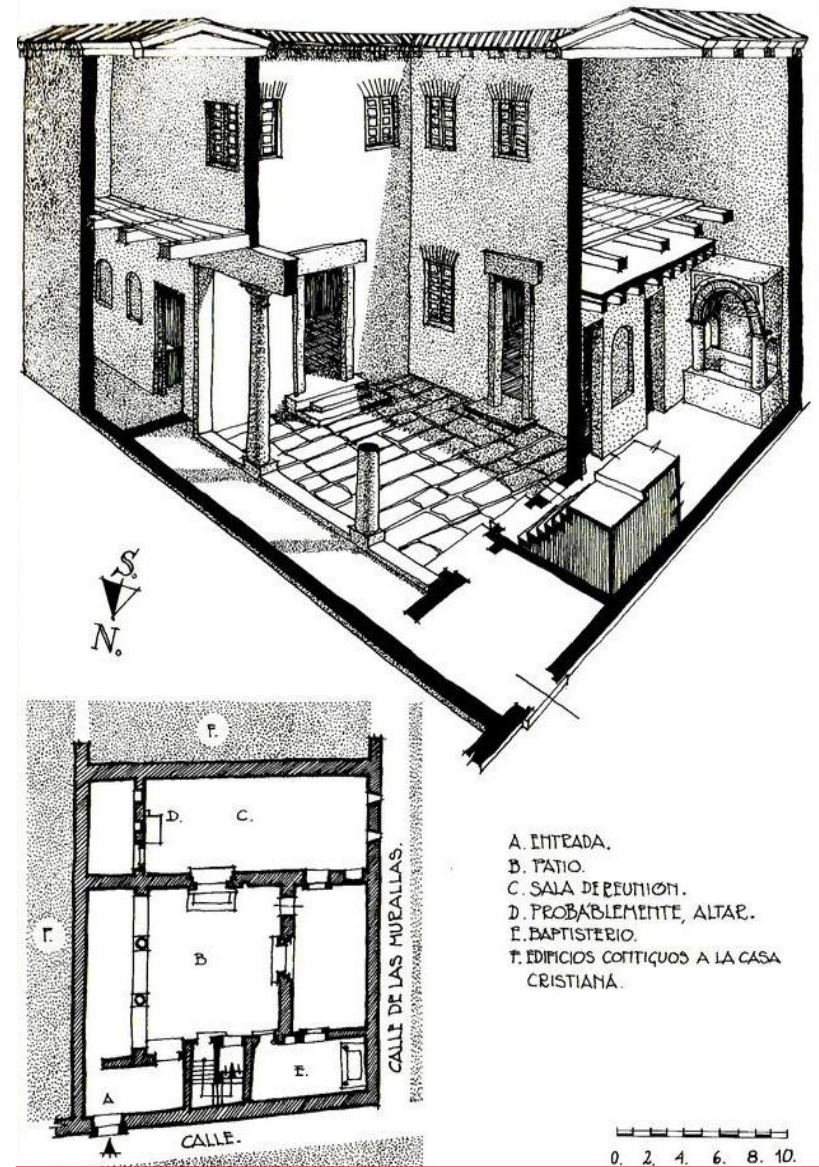 S.
N.
F.
D.
C.
F.
B
E.
A
CALLE DE LAS MURALLAS.
CALLE.
A. ENTRADA.
B. PATIO.
C. SALA DE REUNION.
D. PROBABLEMENTE, ALTAR.
E. BAPTISTERIO.
F. EDIFICIOS CONTIGUOS A LA CASA
CRISTIANA.
0. 2. 4. 6. 8. 10.